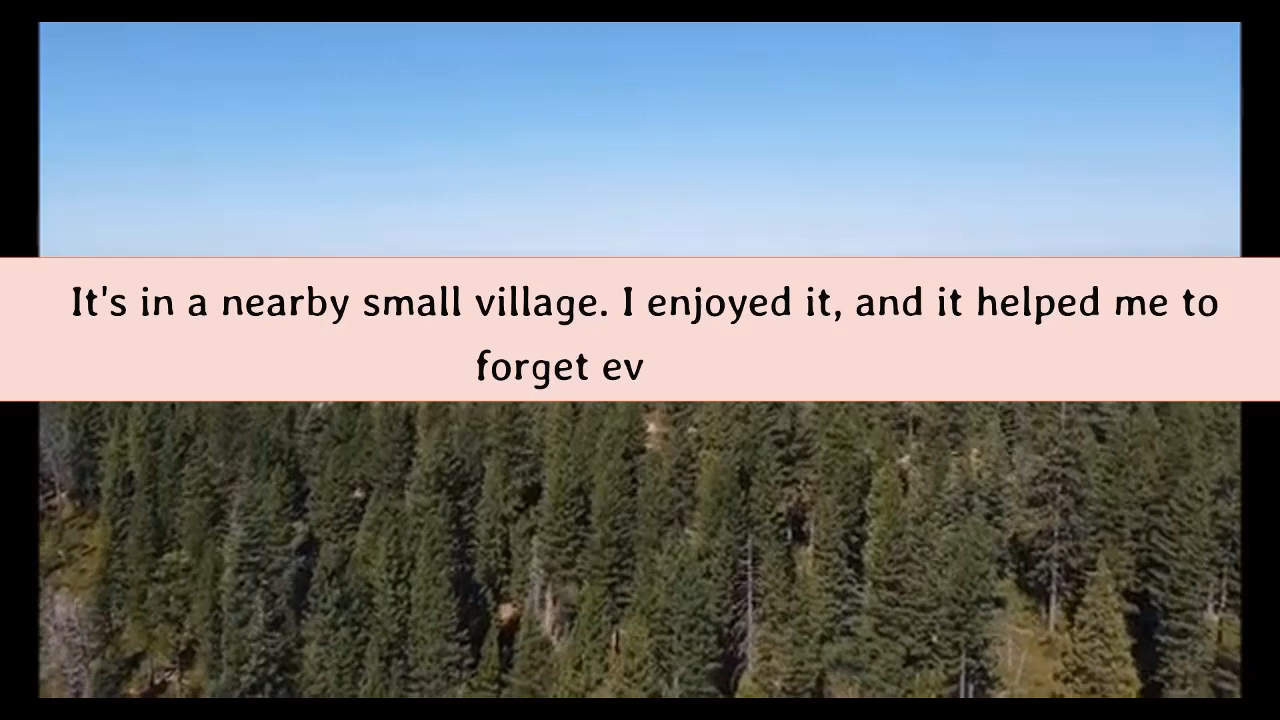 It's in a nearby small village. I enjoyed it, and it helped me to
forget ev